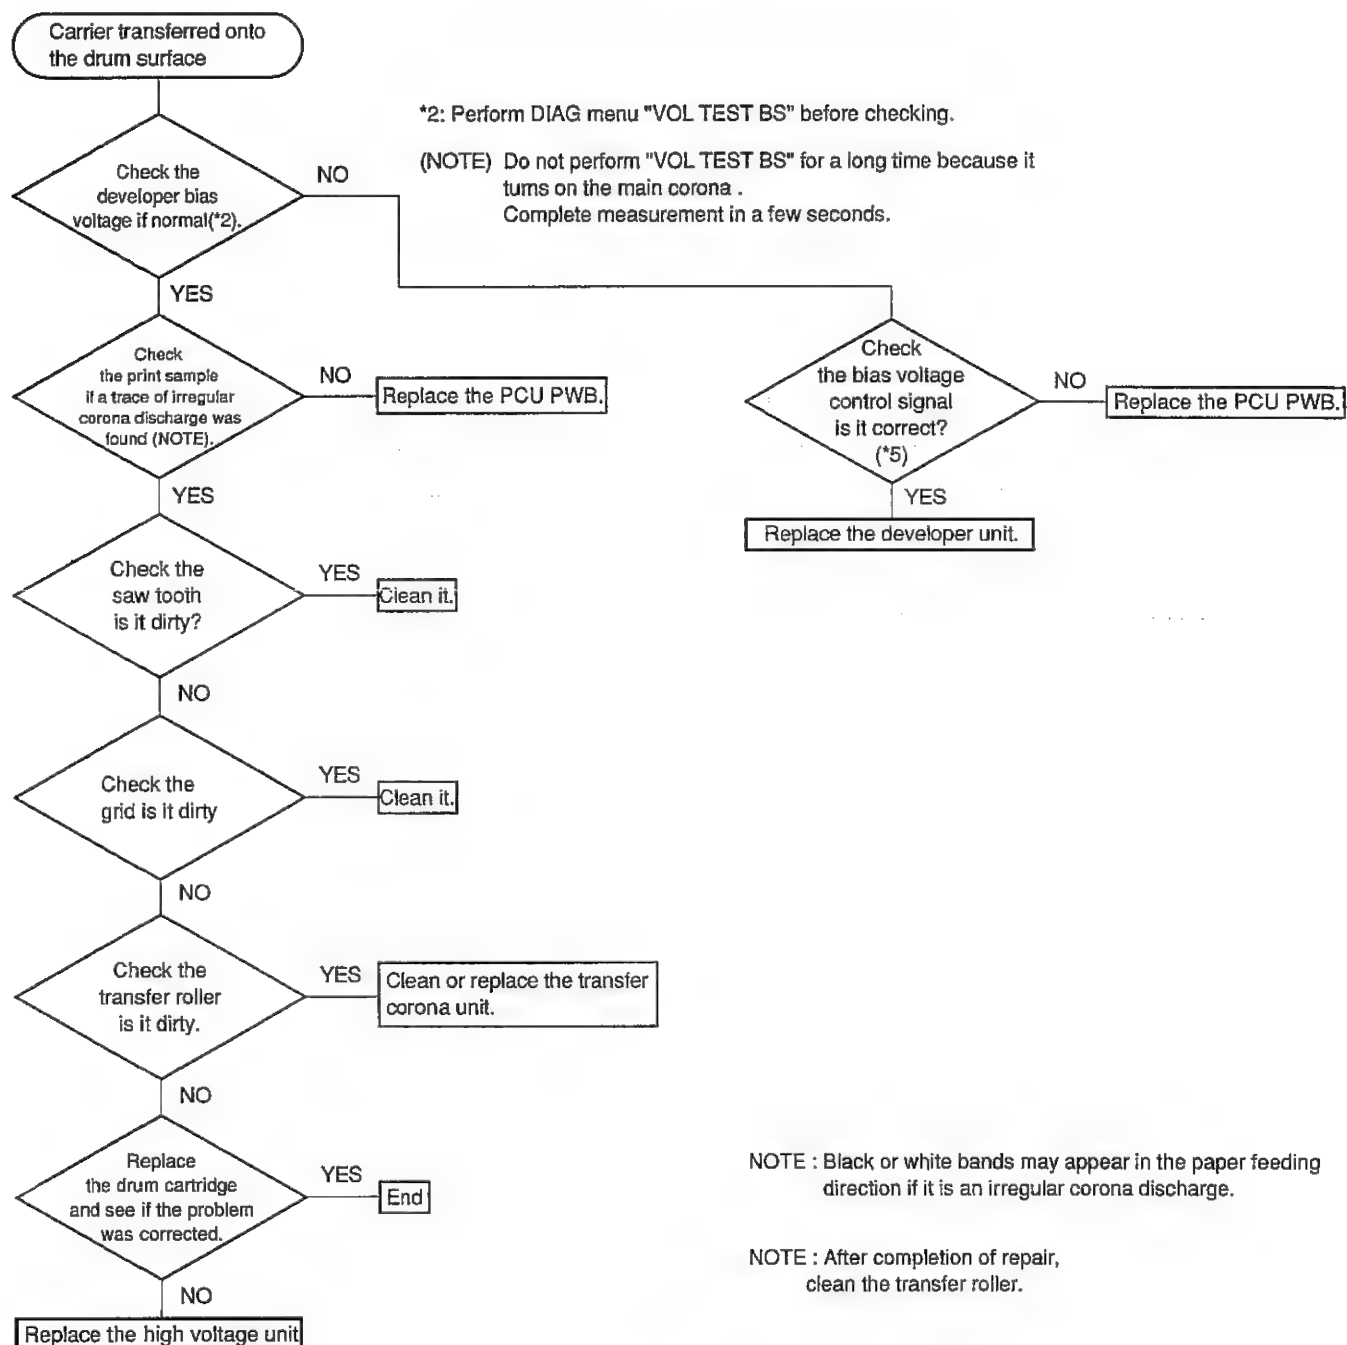 Carrier transferred onto
the drum surface
*2: Perform DIAG menu "VOL TEST BS" before checking.
(NOTE) Do not perform "VOL TEST BS" for a long time because it
turns on the main corona .
Complete measurement in a few seconds.
Check the
developer bias
voltage if normal(*2).
NO
YES
Check
the print sample
if a trace of irregular
corona discharge was
found (NOTE).
NO
Replace the PCU PWB.
Check
the bias voltage
control signal
is it correct?
(*5)
NO
Replace the PCU PWB.
YES
YES
Replace the developer unit.
Check the
saw tooth
is it dirty?
YES
Clean it.
NO
Check the
grid is it dirty
YES
Clean it.
NO
Check the
transfer roller
is it dirty.
YES
Clean or replace the transfer
corona unit.
NO
Replace
the drum cartridge
and see if the problem
was corrected.
YES
End
NOTE : Black or white bands may appear in the paper feeding
direction if it is an irregular corona discharge.
NOTE : After completion of repair,
clean the transfer roller.
NO
Replace the high voltage unit